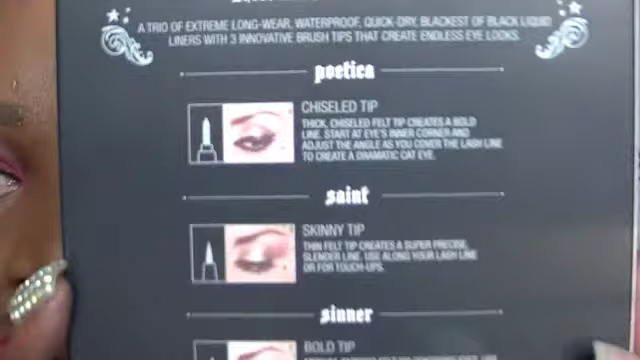 A TRIO OF EXTREME LONG-WEAR, WATERPROOF, QUICK-DRY, BLACKEST OF BLACK LIQUID
LINERS WITH 3 INNOVATIVE BRUSH TIPS THAT CREATE ENDLESS EYE LOOKS.
poetica
CHISELED TIP
THICK, CHISELED FELT TIP CREATES A BOLD
LINE. START AT EYE'S INNER CORNER AND
ADJUST THE ANGLE AS YOU COVER THE LASH LINE
TO CREATE A DRAMATIC CAT EYE.
saint
SKINNY TIP
THIN FELT TIP CREATES A SUPER PRECISE,
SLENDER LINE. USE ALONG YOUR LASH LINE
OR FOR TOUCH-UPS.
sinner
BOLD TIP